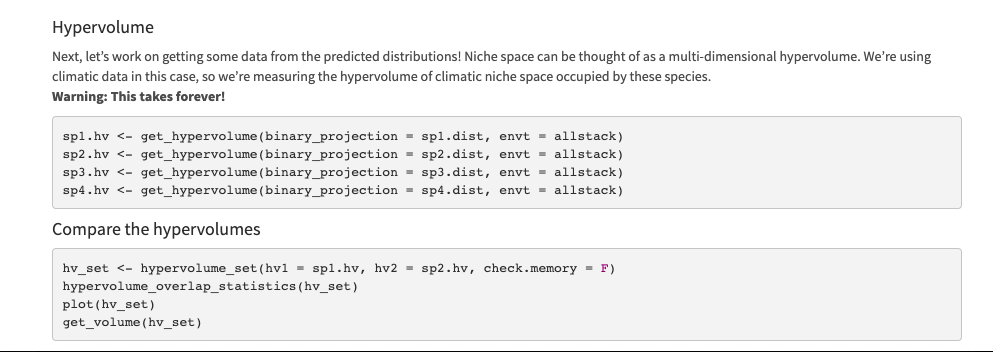 Hypervolume
Next, let’s work on getting some data from the predicted distributions! Niche space can be thought of as a multi-dimensional hypervolume. We’re using
climatic data in this case, so we’re measuring the hypervolume of climatic niche space occupied by these species.
Warning: This takes forever!
sp1.hv <- get_hypervolume(binary_projection = sp1.dist, envt = allstack)
sp2.hv <- get_hypervolume(binary_projection = sp2.dist, envt = allstack)
sp3.hv <- get_hypervolume(binary_projection = sp3.dist, envt = allstack)
sp4.hv <- get_hypervolume(binary_projection = sp4.dist, envt = allstack)
Compare the hypervolumes
hv_set <- hypervolume_set(hv1 = sp1.hv, hv2 = sp2.hv, check.memory = F)
hypervolume_overlap_statistics(hv_set)
plot(hv_set)
get_volume(hv_set)